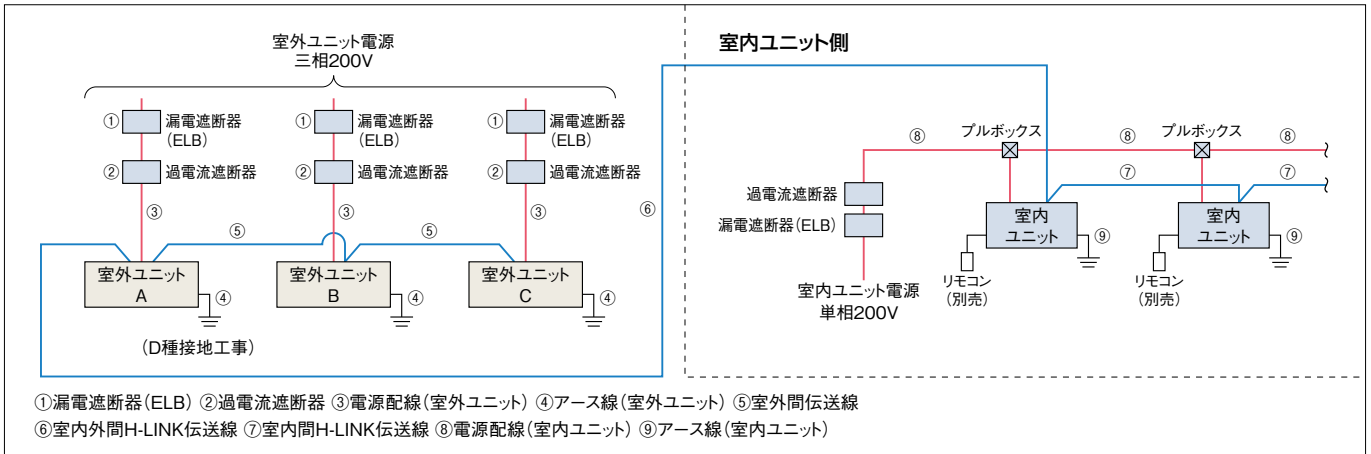 室外ユニット電源
三相200V
① 漏電遮断器
(ELB)
① 漏電遮断器
(ELB)
① 漏電遮断器
(ELB)
② 過電流遮断器
② 過電流遮断器
② 過電流遮断器
③
③
③
⑥
⑤
⑤
室外ユニット
A
④
室外ユニット
B
④
室外ユニット
C
④
(D種接地工事)
室内ユニット側
⑧
プルボックス
⑧
プルボックス
⑧
⑦
⑦
過電流遮断器
漏電遮断器(ELB)
室内
ユニット
⑨
室内
ユニット
⑨
リモコン
(別売)
リモコン
(別売)
室内ユニット電源
単相200V
①漏電遮断器(ELB) ②過電流遮断器 ③電源配線(室外ユニット) ④アース線(室外ユニット) ⑤室外間伝送線
⑥室内外間H-LINK伝送線 ⑦室内間H-LINK伝送線 ⑧電源配線(室内ユニット) ⑨アース線(室内ユニット)